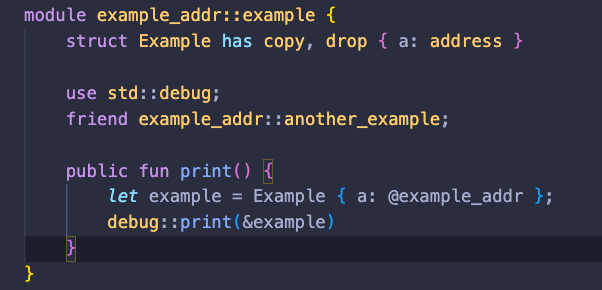 module example_addr::example {
    struct Example has copy, drop { a: address }
    use std::debug;
    friend example_addr::another_example;
    public fun print() {
        let example = Example { a: @example_addr };
        debug::print(&example)
    }
}